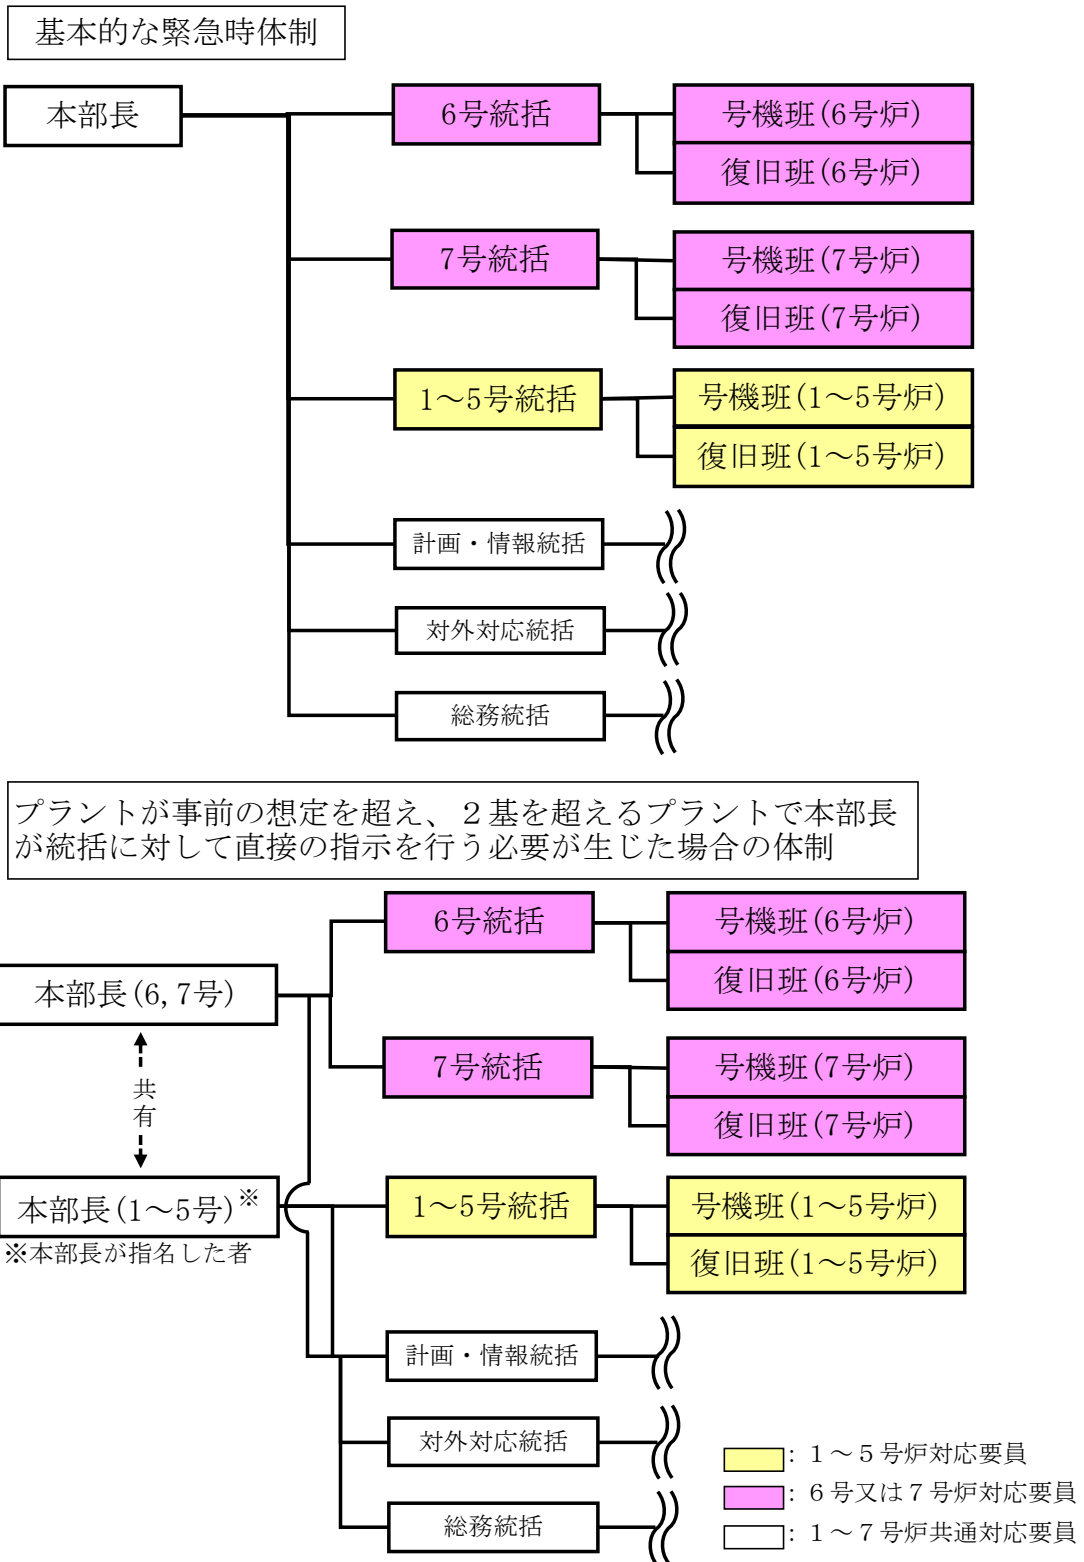 基本的な緊急時体制
本部長
6号統括
号機班(6号炉)
復旧班(6号炉)
7号統括
号機班(7号炉)
復旧班(7号炉)
1～5号統括
号機班(1～5号炉)
復旧班(1～5号炉)
計画・情報統括
対外対応統括
総務統括
プラントが事前の想定を超え、２基を超えるプラントで本部長
が統括に対して直接の指示を行う必要が生じた場合の体制
6号統括
号機班(6号炉)
復旧班(6号炉)
本部長(6,7号)
7号統括
号機班(7号炉)
復旧班(7号炉)
共有
本部長(1～5号)※
※本部長が指名した者
1～5号統括
号機班(1～5号炉)
復旧班(1～5号炉)
計画・情報統括
対外対応統括
総務統括
：１～５号炉対応要員
：６号又は７号炉対応要員
：１～７号炉共通対応要員